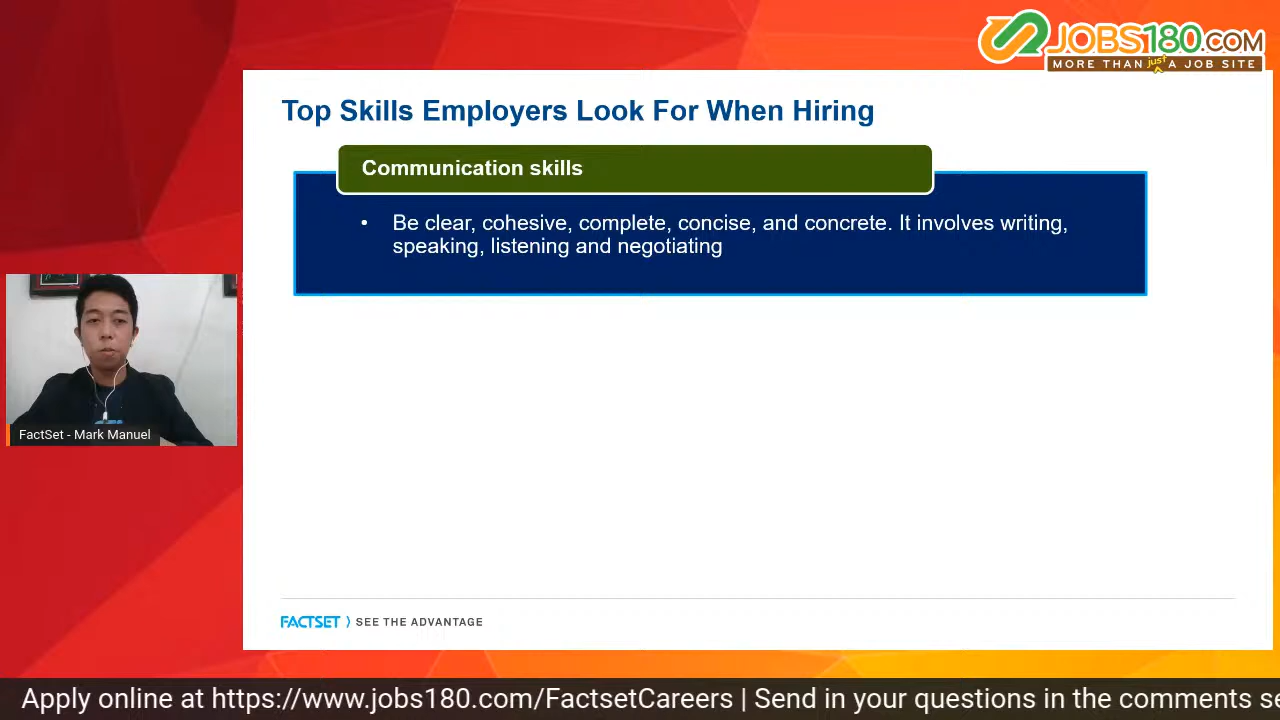 JOBS180.COM
MORE THAN just A JOB SITE
Top Skills Employers Look For When Hiring
Communication skills
• Be clear, cohesive, complete, concise, and concrete. It involves writing,
speaking, listening and negotiating
FactSet - Mark Manuel
FACTSET ⟩ SEE THE ADVANTAGE
Apply online at https://www.jobs180.com/FactsetCareers | Send in your questions in the comments se